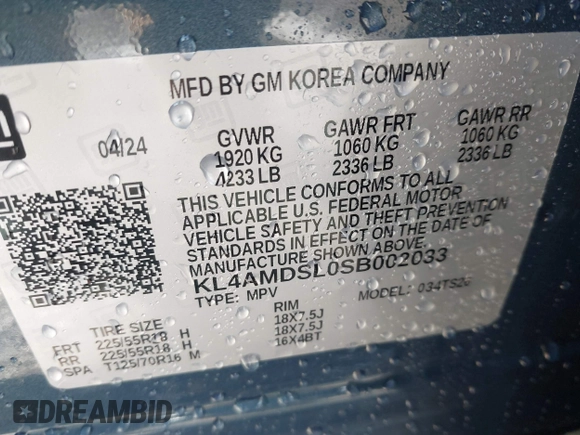 MFD BY GM KOREA COMPANY
04/24
GVWR GAWR FRT GAWR RR
1920 KG 1060 KG 1060 KG
4233 LB 2336 LB 2336 LB
THIS VEHICLE CONFORMS TO ALL
APPLICABLE U.S. FEDERAL MOTOR
VEHICLE SAFETY AND THEFT PREVENTION
STANDARDS IN EFFECT ON THE DATE OF
MANUFACTURE SHOWN ABOVE.
KL4AMDSL0SB002033
TYPE: MPV MODEL: 034TS26
TIRE SIZE RIM
FRT 225/55R18 H 18X7.5J
RR 225/55R18 H 18X7.5J
SPA T125/70R16 M 16X4BT
DREAMBID